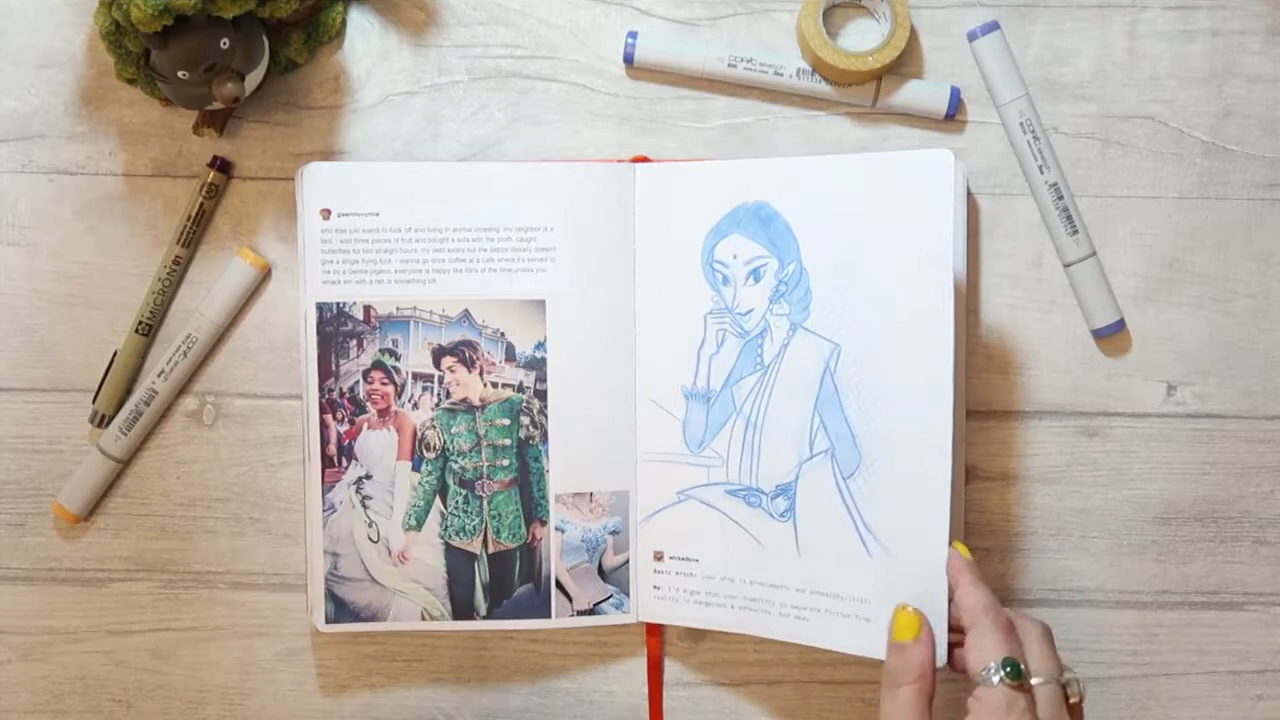 COPIC sketch
COPIC sketch
MICRON 01
gwenhovynne
who else just wants to fuck off and living in animal crossing. my neighbor is a
bird. i sold three pieces of fruit and bought a sofa with the profit. caught
butterflies for two straight hours. my debt exists but the debtor literally doesn't
give a single flying fuck. i wanna go drink coffee at a cafe where it's served to
me by a Gentle pigeon. everyone is happy like 95% of the time unless you
whack em with a net or something idk
wickedlove
Basic bitch: your ship is problematic and unhealthy
Me: I'd argue that your inability to separate fiction from
reality is dangerous & unhealthy, but okay